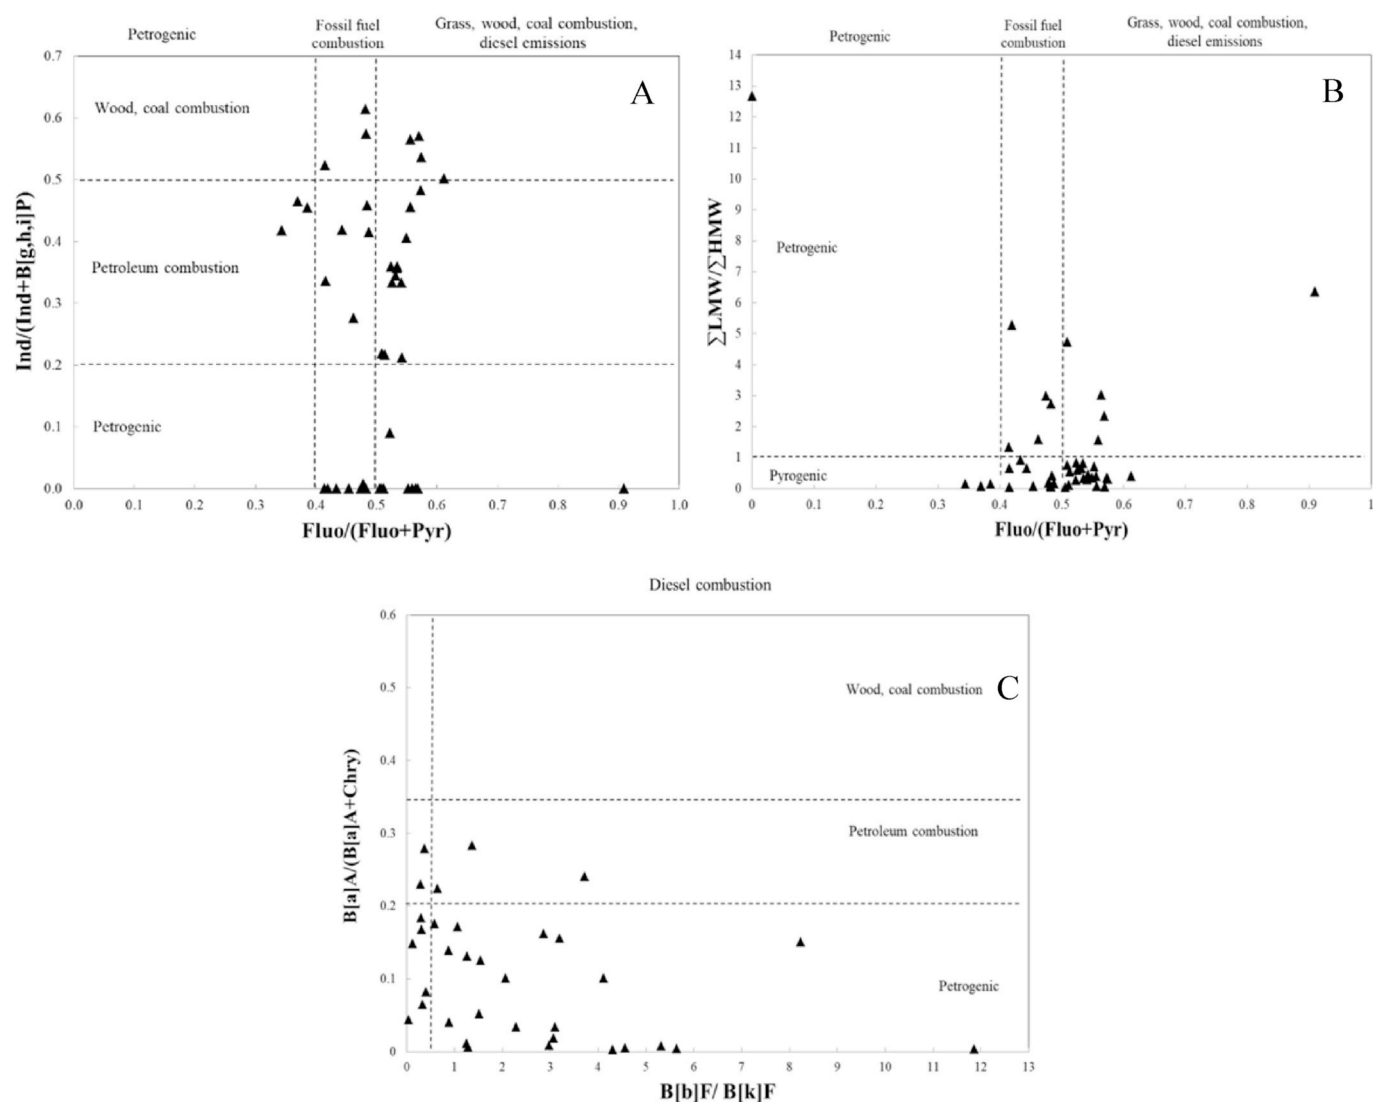 Petrogenic
Fossil fuel
combustion
Grass, wood, coal combustion,
diesel emissions
A
0.7
0.6
0.5
0.4
0.3
0.2
0.1
0.0
Ind/(Ind+B[g,h,i]P)
Wood, coal combustion
Petroleum combustion
Petrogenic
0.0 0.1 0.2 0.3 0.4 0.5 0.6 0.7 0.8 0.9 1.0
Fluo/(Fluo+Pyr)
Petrogenic
Fossil fuel
combustion
Grass, wood, coal combustion,
diesel emissions
B
14
13
12
11
10
9
8
7
6
5
4
3
2
1
0
∑LMW/∑HMW
Petrogenic
Pyrogenic
0 0.1 0.2 0.3 0.4 0.5 0.6 0.7 0.8 0.9 1
Fluo/(Fluo+Pyr)
Diesel combustion
C
0.6
0.5
0.4
0.3
0.2
0.1
0
B[a]A/(B[a]A+Chry)
Wood, coal combustion
Petroleum combustion
Petrogenic
0 1 2 3 4 5 6 7 8 9 10 11 12 13
B[b]F/ B[k]F